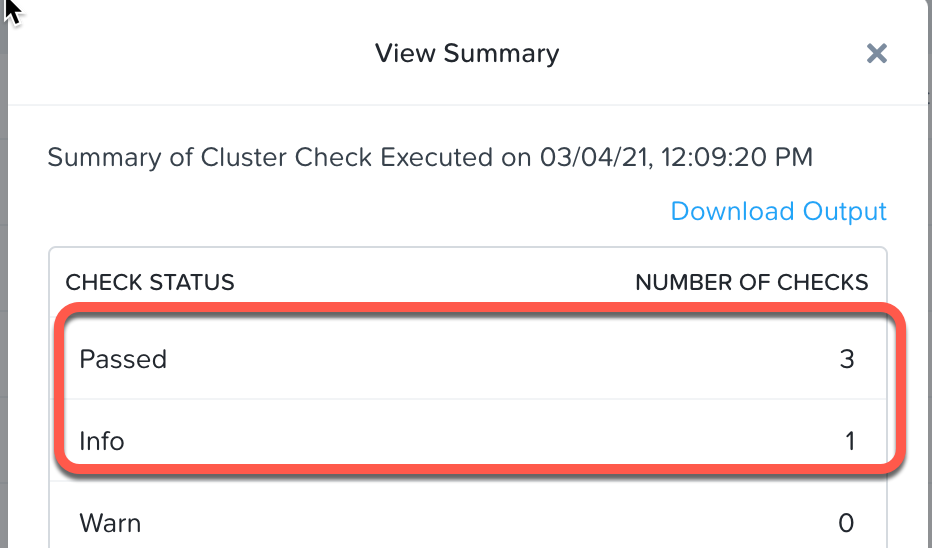 View Summary
Summary of Cluster Check Executed on 03/04/21, 12:09:20 PM
Download Output
CHECK STATUS NUMBER OF CHECKS
Passed 3
Info 1
Warn 0